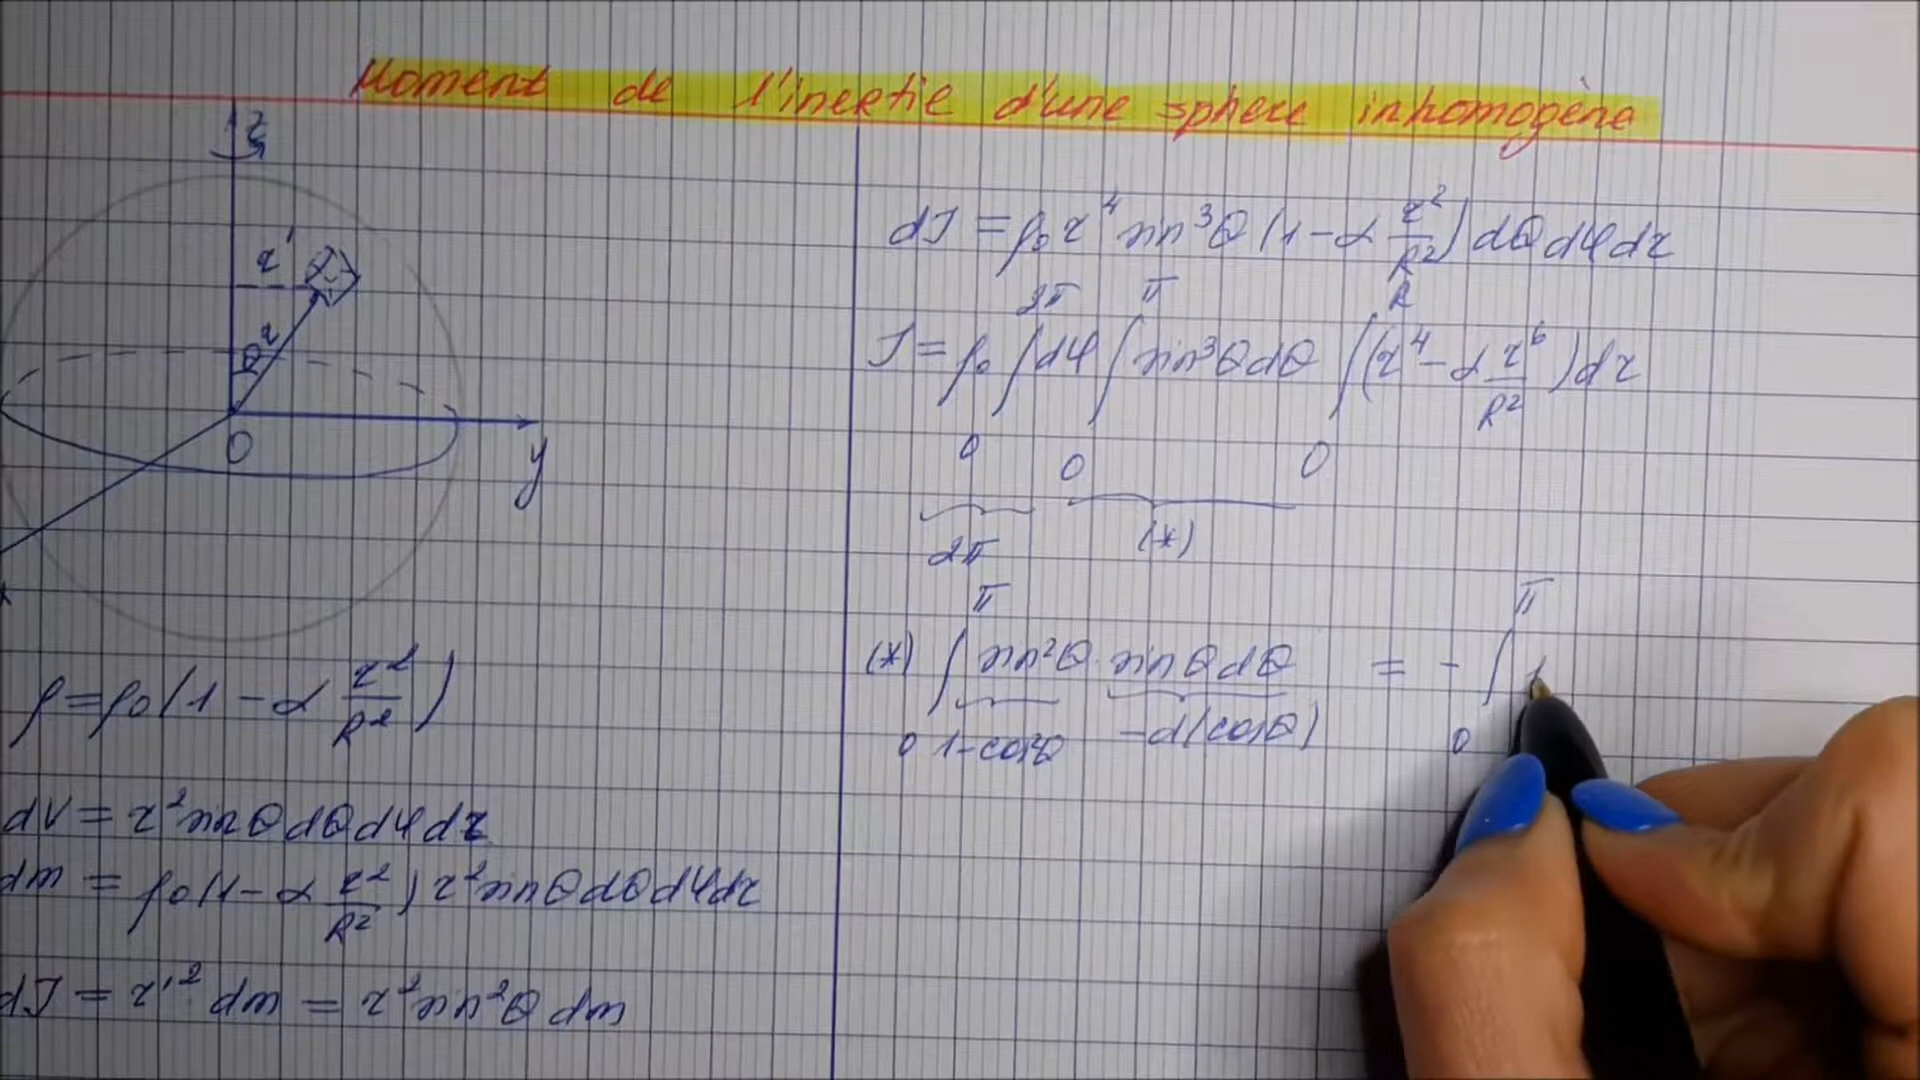 Moment de l'inertie d'une sphere inhomogène
z
r'
θ r
O
y
x
ρ = ρ0(1 - α r²/R²)
dV = r² sinθ dθ dφ dr
dm = ρ0(1 - α r²/R²) r² sinθ dθ dφ dr
dJ = r'² dm = r² sin²θ dm
dJ = ρ0 r⁴ sin³θ (1 - α r²/R²) dθ dφ dr
2π π R
J = ρ0 ∫dφ ∫ sin³θ dθ ∫(r⁴ - α r⁶/R²) dr
0 0 0
2π (*)
π π
(*) ∫ sin²θ · sinθ dθ = - ∫ 1
0 1-cos²θ -d(cosθ) 0